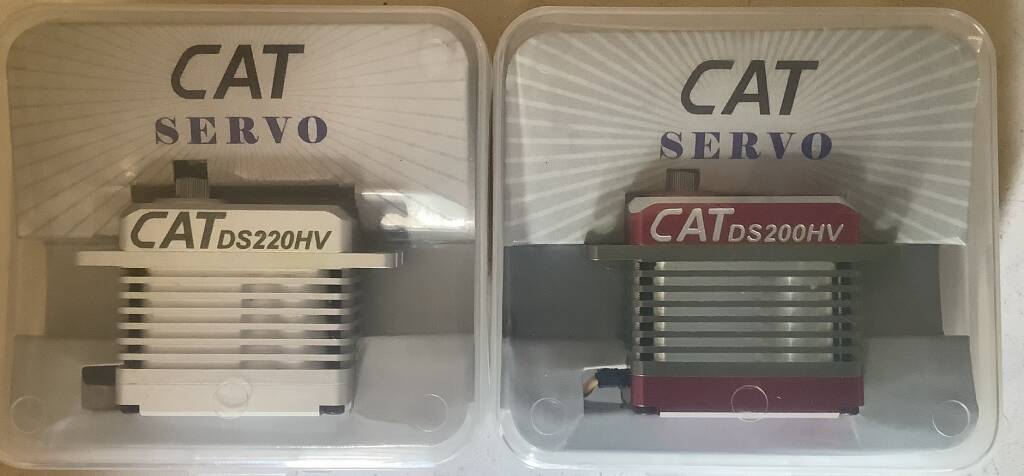 CAT
SERVO
CAT DS220HV
CAT
SERVO
CAT DS200HV